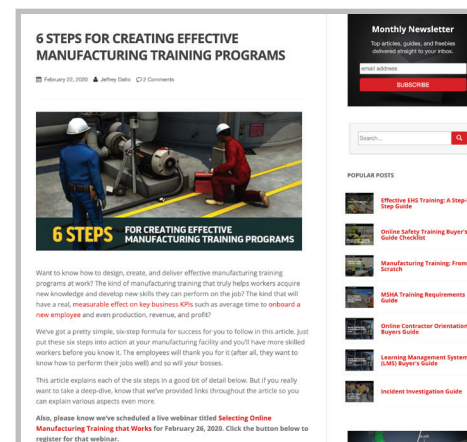 6 STEPS FOR CREATING EFFECTIVE
MANUFACTURING TRAINING PROGRAMS
February 22, 2020 Jeffrey Dalto 2 Comments
6 STEPS FOR CREATING EFFECTIVE
MANUFACTURING TRAINING PROGRAMS
Want to know how to design, create, and deliver effective manufacturing training
programs at work? The kind of manufacturing training that truly helps workers acquire
new knowledge and develop new skills they can perform on the job? The kind that will
have a real, measurable effect on key business KPIs such as average time to onboard a
new employee and even production, revenue, and profit?
We've got a pretty simple, six-step formula for success for you to follow in this article. Just
put these six steps into action at your manufacturing facility and you'll have more skilled
workers before you know it. The employees will thank you for it (after all, they want to
know how to perform their jobs well) and so will your bosses.
This article explains each of the six steps in a good bit of detail below. But if you really
want to take a deep-dive, know that we've provided links throughout the article so you
can explain various aspects even more.
Also, please know we've scheduled a live webinar titled Selecting Online
Manufacturing Training that Works for February 26, 2020. Click the button below to
register for that webinar.
Monthly Newsletter
Top articles, guides, and freebies
delivered straight to your inbox.
email address
SUBSCRIBE
Search...
POPULAR POSTS
Effective EHS Training: A Step-
Step Guide
Online Safety Training Buyer's
Guide Checklist
Manufacturing Training: From
Scratch
MSHA Training Requirements
Guide
Online Contractor Orientation
Buyers Guide
Learning Management System
(LMS) Buyer's Guide
Incident Investigation Guide